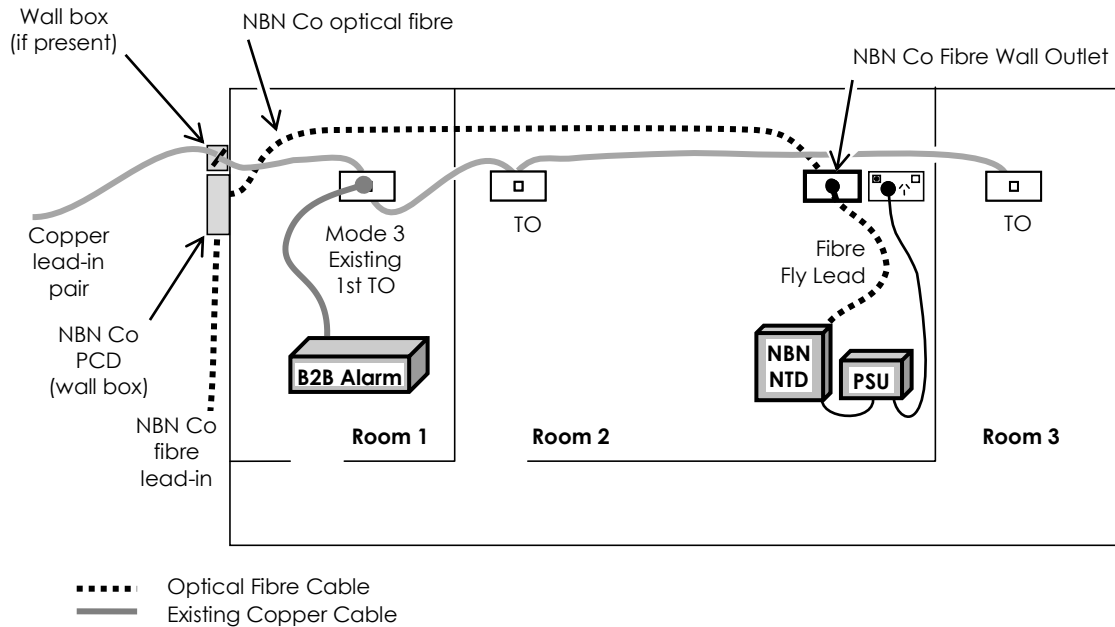 Wall box
(if present)
NBN Co optical fibre
NBN Co Fibre Wall Outlet
Copper
lead-in
pair
Mode 3
Existing
1st TO
TO
TO
Fibre
Fly Lead
NBN Co
PCD
(wall box)
B2B Alarm
NBN
NTD
PSU
NBN Co
fibre
lead-in
Room 1
Room 2
Room 3
Optical Fibre Cable
Existing Copper Cable